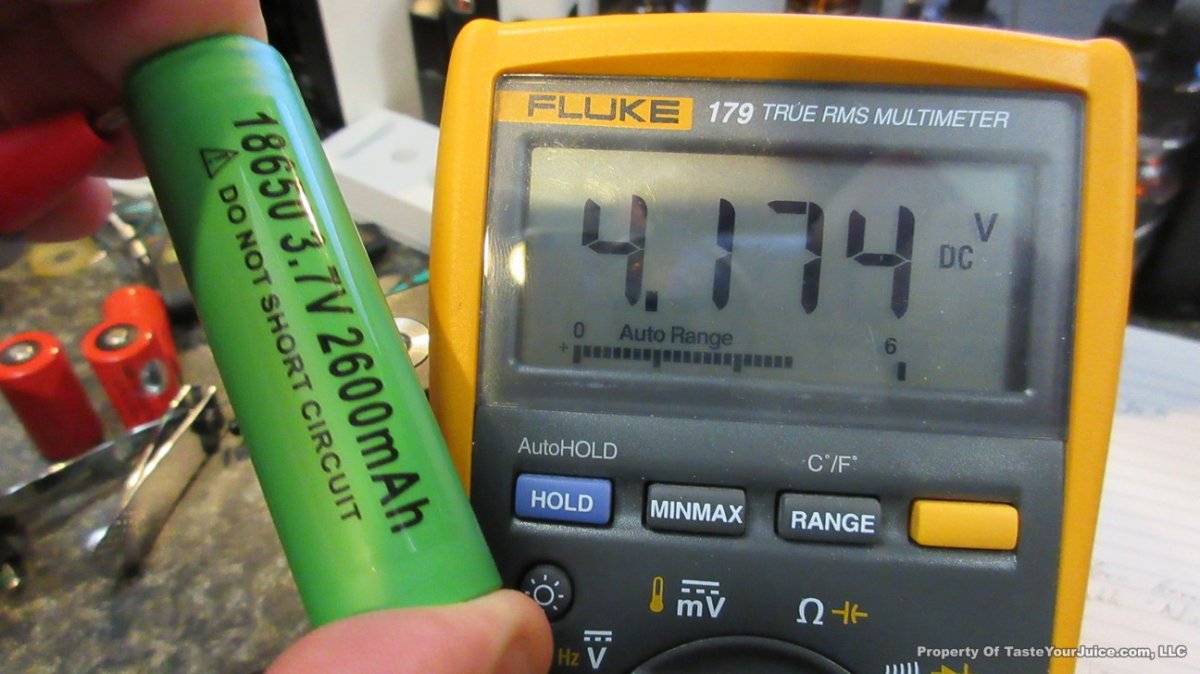 18650 3.7V 2600mAh
DO NOT SHORT CIRCUIT
FLUKE 179 TRUE RMS MULTIMETER
4.174 V
DC
0 Auto Range 6
+
AutoHOLD
C°/F°
HOLD
MINMAX
RANGE
mV
Ω
Hz V
Property Of TasteYourJuice.com, LLC